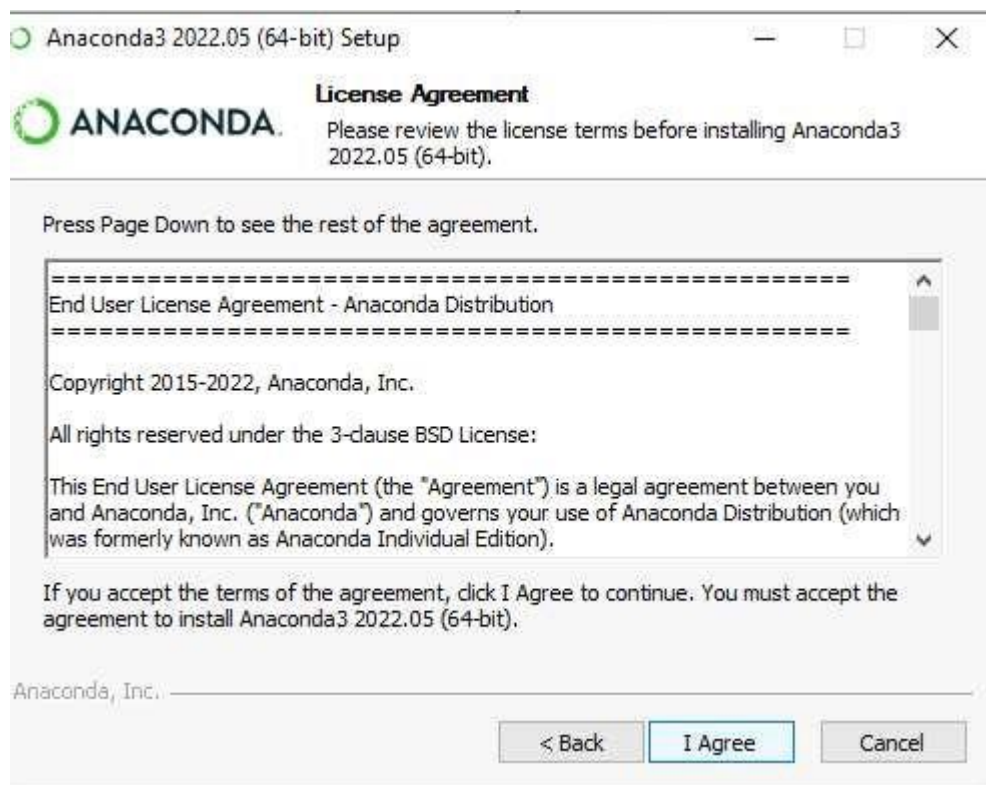 Anaconda3 2022.05 (64-bit) Setup
ANACONDA.
License Agreement
Please review the license terms before installing Anaconda3
2022.05 (64-bit).
Press Page Down to see the rest of the agreement.
==================================================
End User License Agreement - Anaconda Distribution
==================================================
Copyright 2015-2022, Anaconda, Inc.
All rights reserved under the 3-clause BSD License:
This End User License Agreement (the "Agreement") is a legal agreement between you
and Anaconda, Inc. ("Anaconda") and governs your use of Anaconda Distribution (which
was formerly known as Anaconda Individual Edition).
If you accept the terms of the agreement, click I Agree to continue. You must accept the
agreement to install Anaconda3 2022.05 (64-bit).
Anaconda, Inc.
< Back
I Agree
Cancel